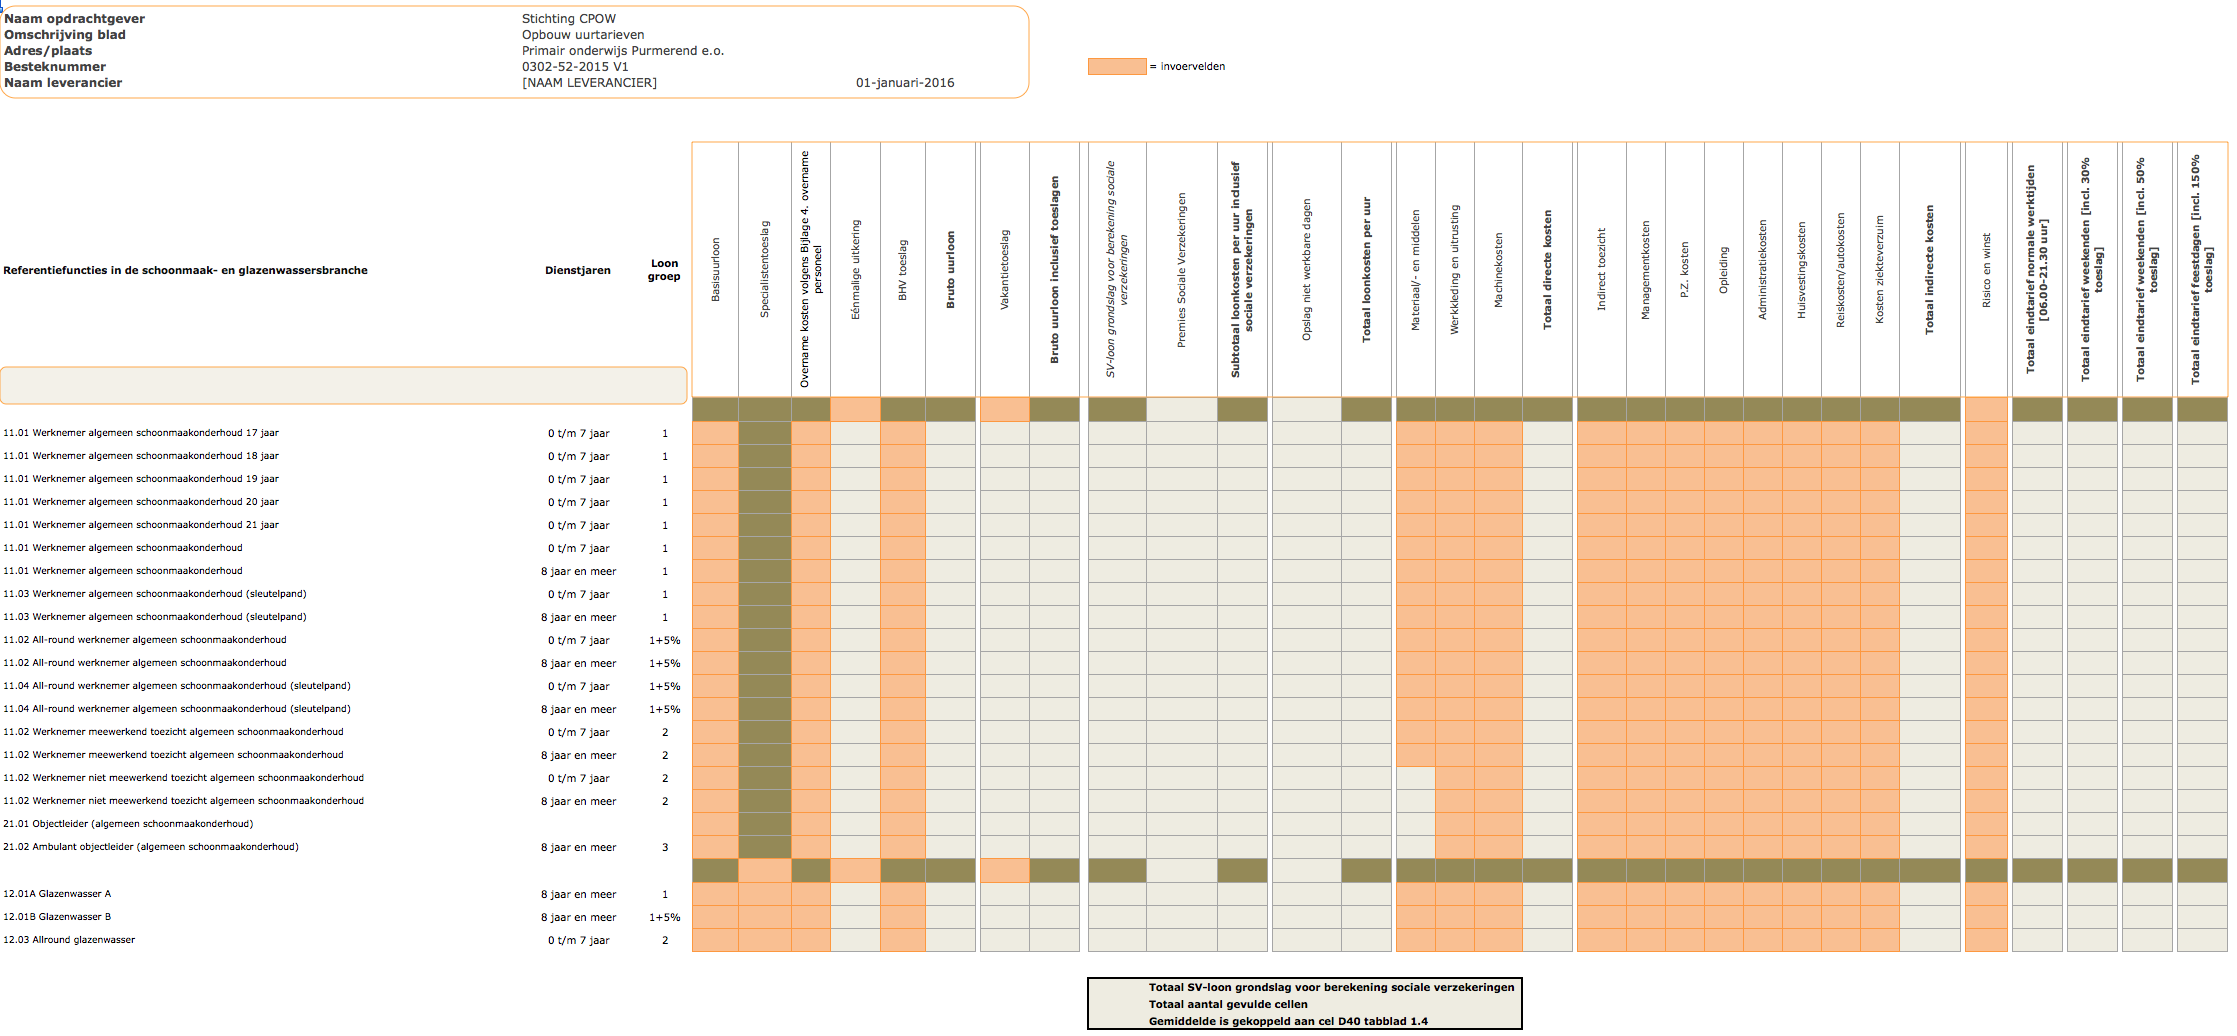 Naam opdrachtgever Stichting CPOW
Omschrijving blad Opbouw uurtarieven
Adres/plaats Primair onderwijs Purmerend e.o.
Besteknummer 0302-52-2015 V1
Naam leverancier [NAAM LEVERANCIER] 01-januari-2016
= invoervelden
Referentiefuncties in de schoonmaak- en glazenwassersbranche
Dienstjaren
Loon
groep
Basisuurloon
Specialistentoeslag
Overname kosten volgens Bijlage 4. overname
personeel
Eénmalige uitkering
BHV toeslag
Bruto uurloon
Vakantietoeslag
Bruto uurloon inclusief toeslagen
SV-loon grondslag voor berekening sociale
verzekeringen
Premies Sociale Verzekeringen
Subtotaal loonkosten per uur inclusief
sociale verzekeringen
Opslag niet werkbare dagen
Totaal loonkosten per uur
Materiaal/- en middelen
Werkkleding en uitrusting
Machinekosten
Totaal directe kosten
Indirect toezicht
Managementkosten
P.Z. kosten
Opleiding
Administratiekosten
Huisvestingskosten
Reiskosten/autokosten
Kosten ziekteverzuim
Totaal indirecte kosten
Risico en winst
Totaal eindtarief normale werktijden
[06.00-21.30 uur]
Totaal eindtarief weekenden [incl. 30%
toeslag]
Totaal eindtarief weekenden [incl. 50%
toeslag]
Totaal eindtarief feestdagen [incl. 150%
toeslag]
11.01 Werknemer algemeen schoonmaakonderhoud 17 jaar 0 t/m 7 jaar 1
11.01 Werknemer algemeen schoonmaakonderhoud 18 jaar 0 t/m 7 jaar 1
11.01 Werknemer algemeen schoonmaakonderhoud 19 jaar 0 t/m 7 jaar 1
11.01 Werknemer algemeen schoonmaakonderhoud 20 jaar 0 t/m 7 jaar 1
11.01 Werknemer algemeen schoonmaakonderhoud 21 jaar 0 t/m 7 jaar 1
11.01 Werknemer algemeen schoonmaakonderhoud 0 t/m 7 jaar 1
11.01 Werknemer algemeen schoonmaakonderhoud 8 jaar en meer 1
11.03 Werknemer algemeen schoonmaakonderhoud (sleutelpand) 0 t/m 7 jaar 1
11.03 Werknemer algemeen schoonmaakonderhoud (sleutelpand) 8 jaar en meer 1
11.02 All-round werknemer algemeen schoonmaakonderhoud 0 t/m 7 jaar 1+5%
11.02 All-round werknemer algemeen schoonmaakonderhoud 8 jaar en meer 1+5%
11.04 All-round werknemer algemeen schoonmaakonderhoud (sleutelpand) 0 t/m 7 jaar 1+5%
11.04 All-round werknemer algemeen schoonmaakonderhoud (sleutelpand) 8 jaar en meer 1+5%
11.02 Werknemer meewerkend toezicht algemeen schoonmaakonderhoud 0 t/m 7 jaar 2
11.02 Werknemer meewerkend toezicht algemeen schoonmaakonderhoud 8 jaar en meer 2
11.02 Werknemer niet meewerkend toezicht algemeen schoonmaakonderhoud 0 t/m 7 jaar 2
11.02 Werknemer niet meewerkend toezicht algemeen schoonmaakonderhoud 8 jaar en meer 2
21.01 Objectleider (algemeen schoonmaakonderhoud)
21.02 Ambulant objectleider (algemeen schoonmaakonderhoud) 8 jaar en meer 3
12.01A Glazenwasser A 8 jaar en meer 1
12.01B Glazenwasser B 8 jaar en meer 1+5%
12.03 Allround glazenwasser 0 t/m 7 jaar 2
Totaal SV-loon grondslag voor berekening sociale verzekeringen
Totaal aantal gevulde cellen
Gemiddelde is gekoppeld aan cel D40 tabblad 1.4